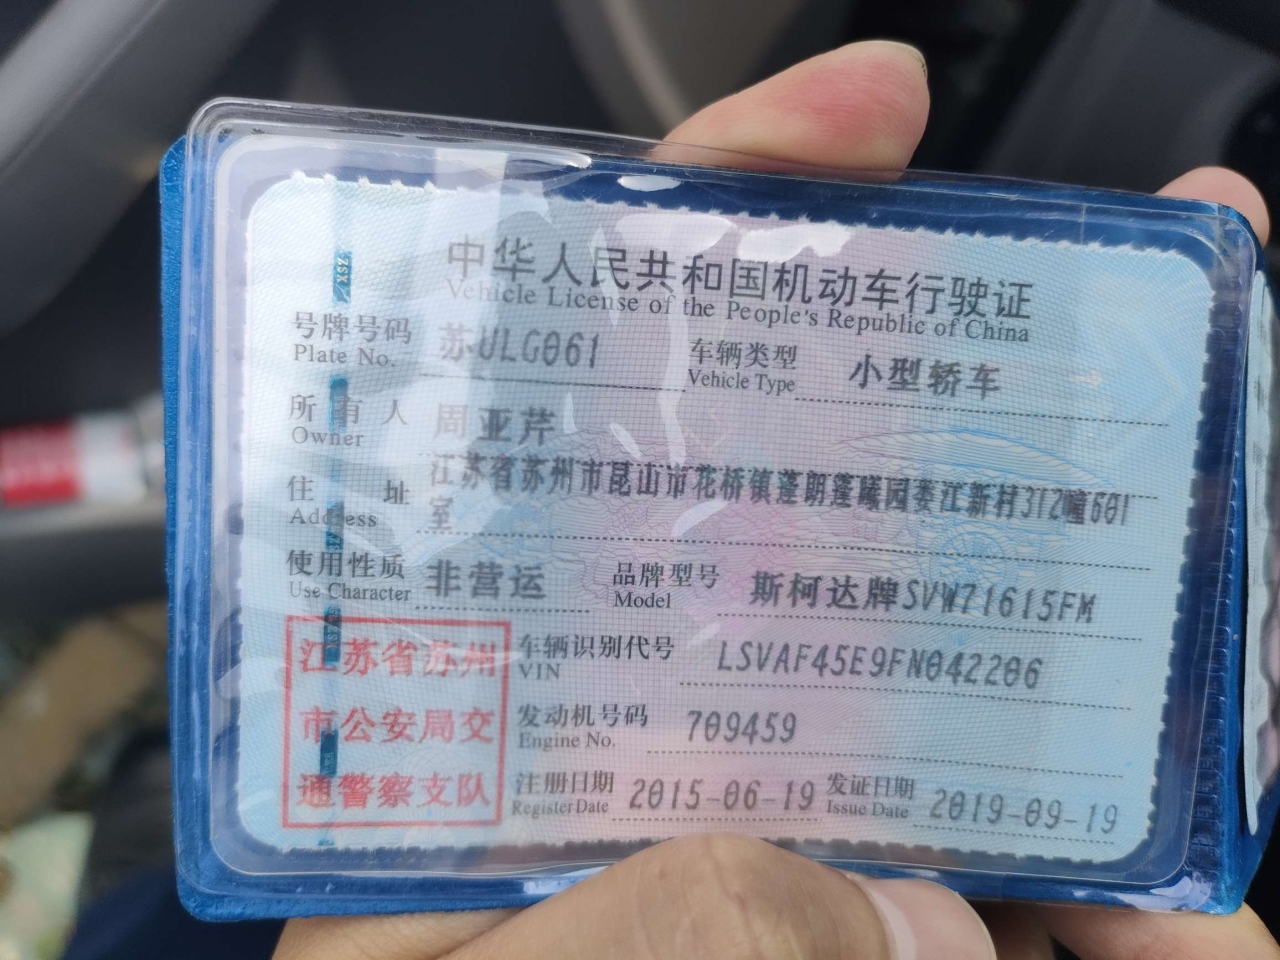 中华人民共和国机动车行驶证
Vehicle License of the People's Republic of China
号牌号码 苏ULG061 车辆类型 小型轿车
Plate No. Vehicle Type
所有人 周亚芹
Owner
住址 江苏省苏州市昆山市花桥镇蓬朗蓬曦园娄江新村312幢601
Address 室
使用性质 非营运 品牌型号 斯柯达牌SVW71615FM
Use Character Model
江苏省苏州 车辆识别代号 LSVAF45E9FN042206
VIN
市公安局交 发动机号码 709459
Engine No.
通警察支队 注册日期 2015-06-19 发证日期 2019-09-19
Register Date Issue Date